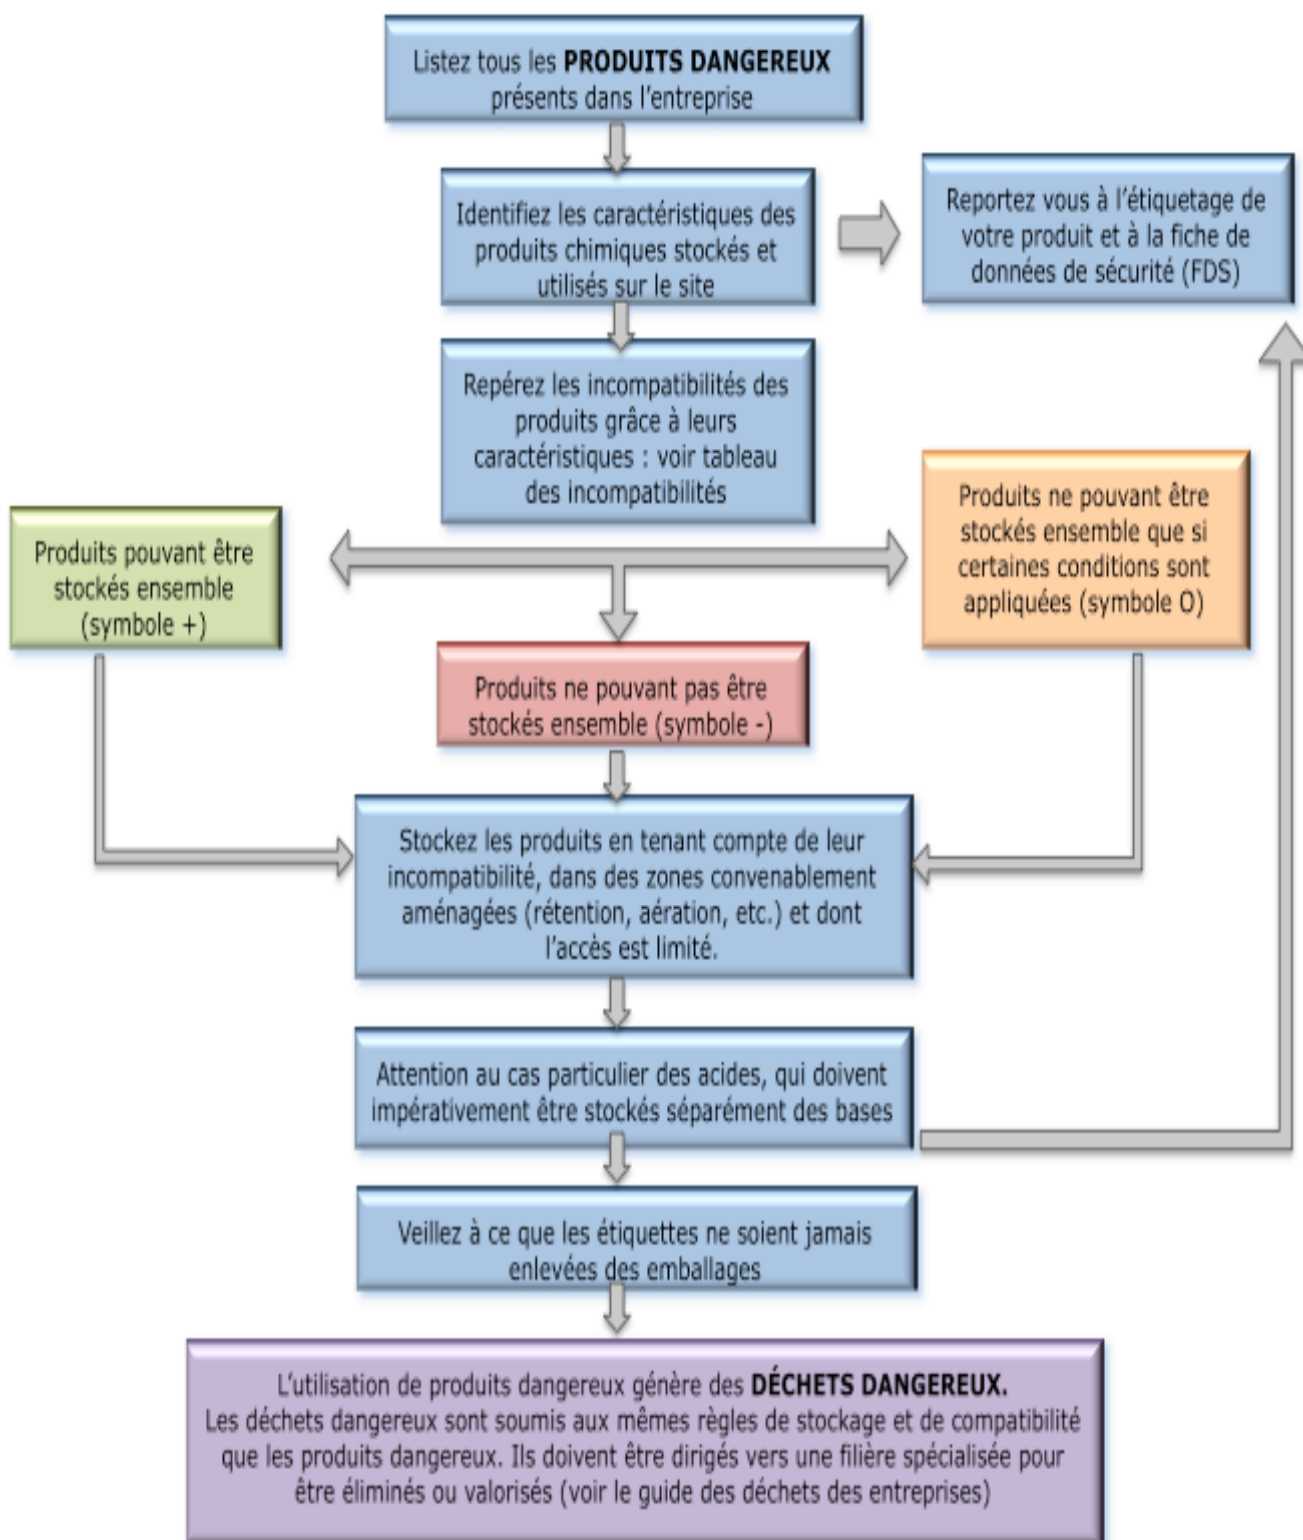 Listez tous les PRODUITS DANGEREUX
présents dans l'entreprise
Identifiez les caractéristiques des
produits chimiques stockés et
utilisés sur le site
Reportez vous à l'étiquetage de
votre produit et à la fiche de
données de sécurité (FDS)
Repérez les incompatibilités des
produits grâce à leurs
caractéristiques : voir tableau
des incompatibilités
Produits pouvant être
stockés ensemble
(symbole +)
Produits ne pouvant être
stockés ensemble que si
certaines conditions sont
appliquées (symbole O)
Produits ne pouvant pas être
stockés ensemble (symbole -)
Stockez les produits en tenant compte de leur
incompatibilité, dans des zones convenablement
aménagées (rétention, aération, etc.) et dont
l'accès est limité.
Attention au cas particulier des acides, qui doivent
impérativement être stockés séparément des bases
Veillez à ce que les étiquettes ne soient jamais
enlevées des emballages
L'utilisation de produits dangereux génère des DÉCHETS DANGEREUX.
Les déchets dangereux sont soumis aux mêmes règles de stockage et de compatibilité
que les produits dangereux. Ils doivent être dirigés vers une filière spécialisée pour
être éliminés ou valorisés (voir le guide des déchets des entreprises)